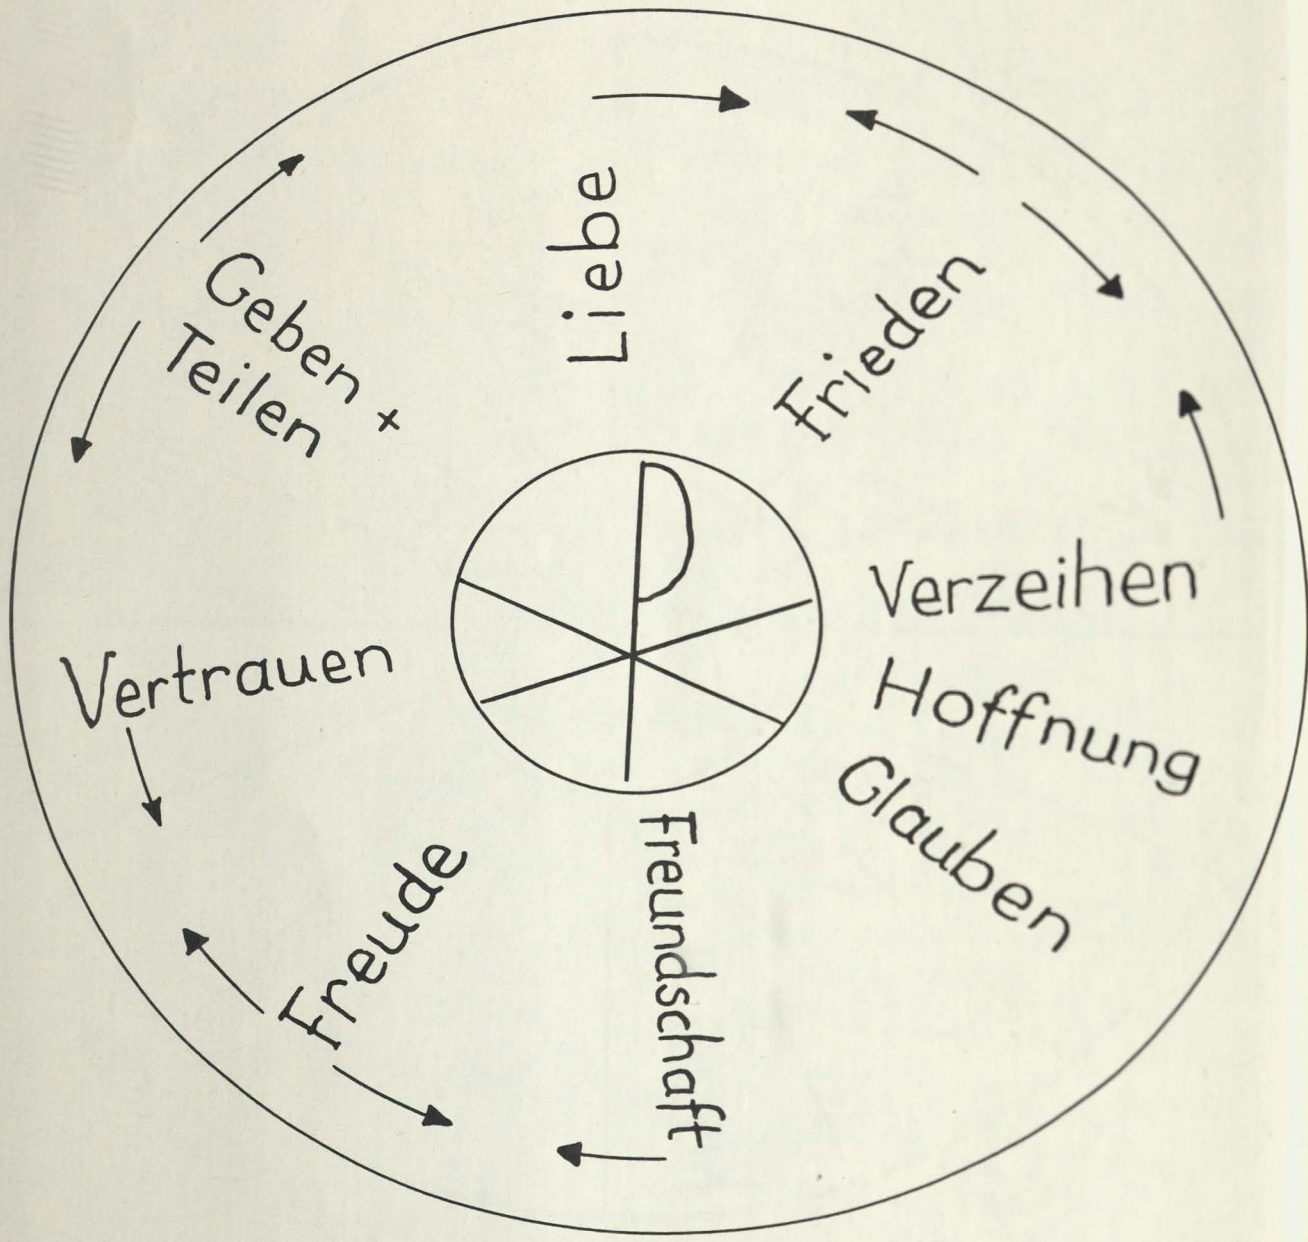 Liebe
Frieden
Verzeihen
Hoffnung
Glauben
Freundschaft
Freude
Vertrauen
Geben +
Teilen